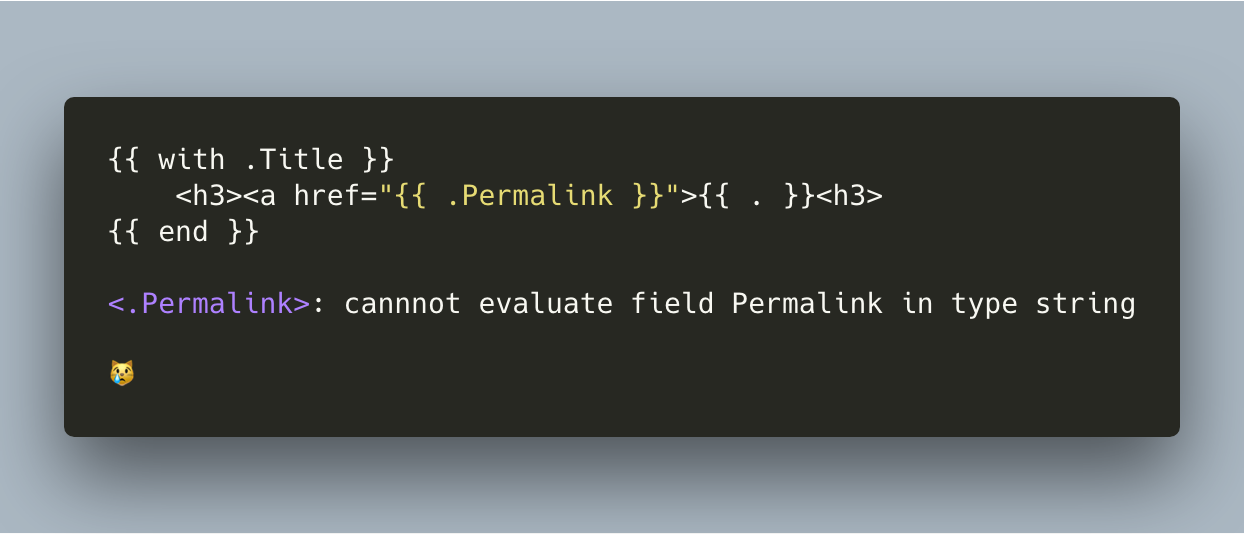 {{ with .Title }}
    <h3><a href="{{ .Permalink }}">{{ . }}<h3>
{{ end }}
<.Permalink>: cannnot evaluate field Permalink in type string
😿